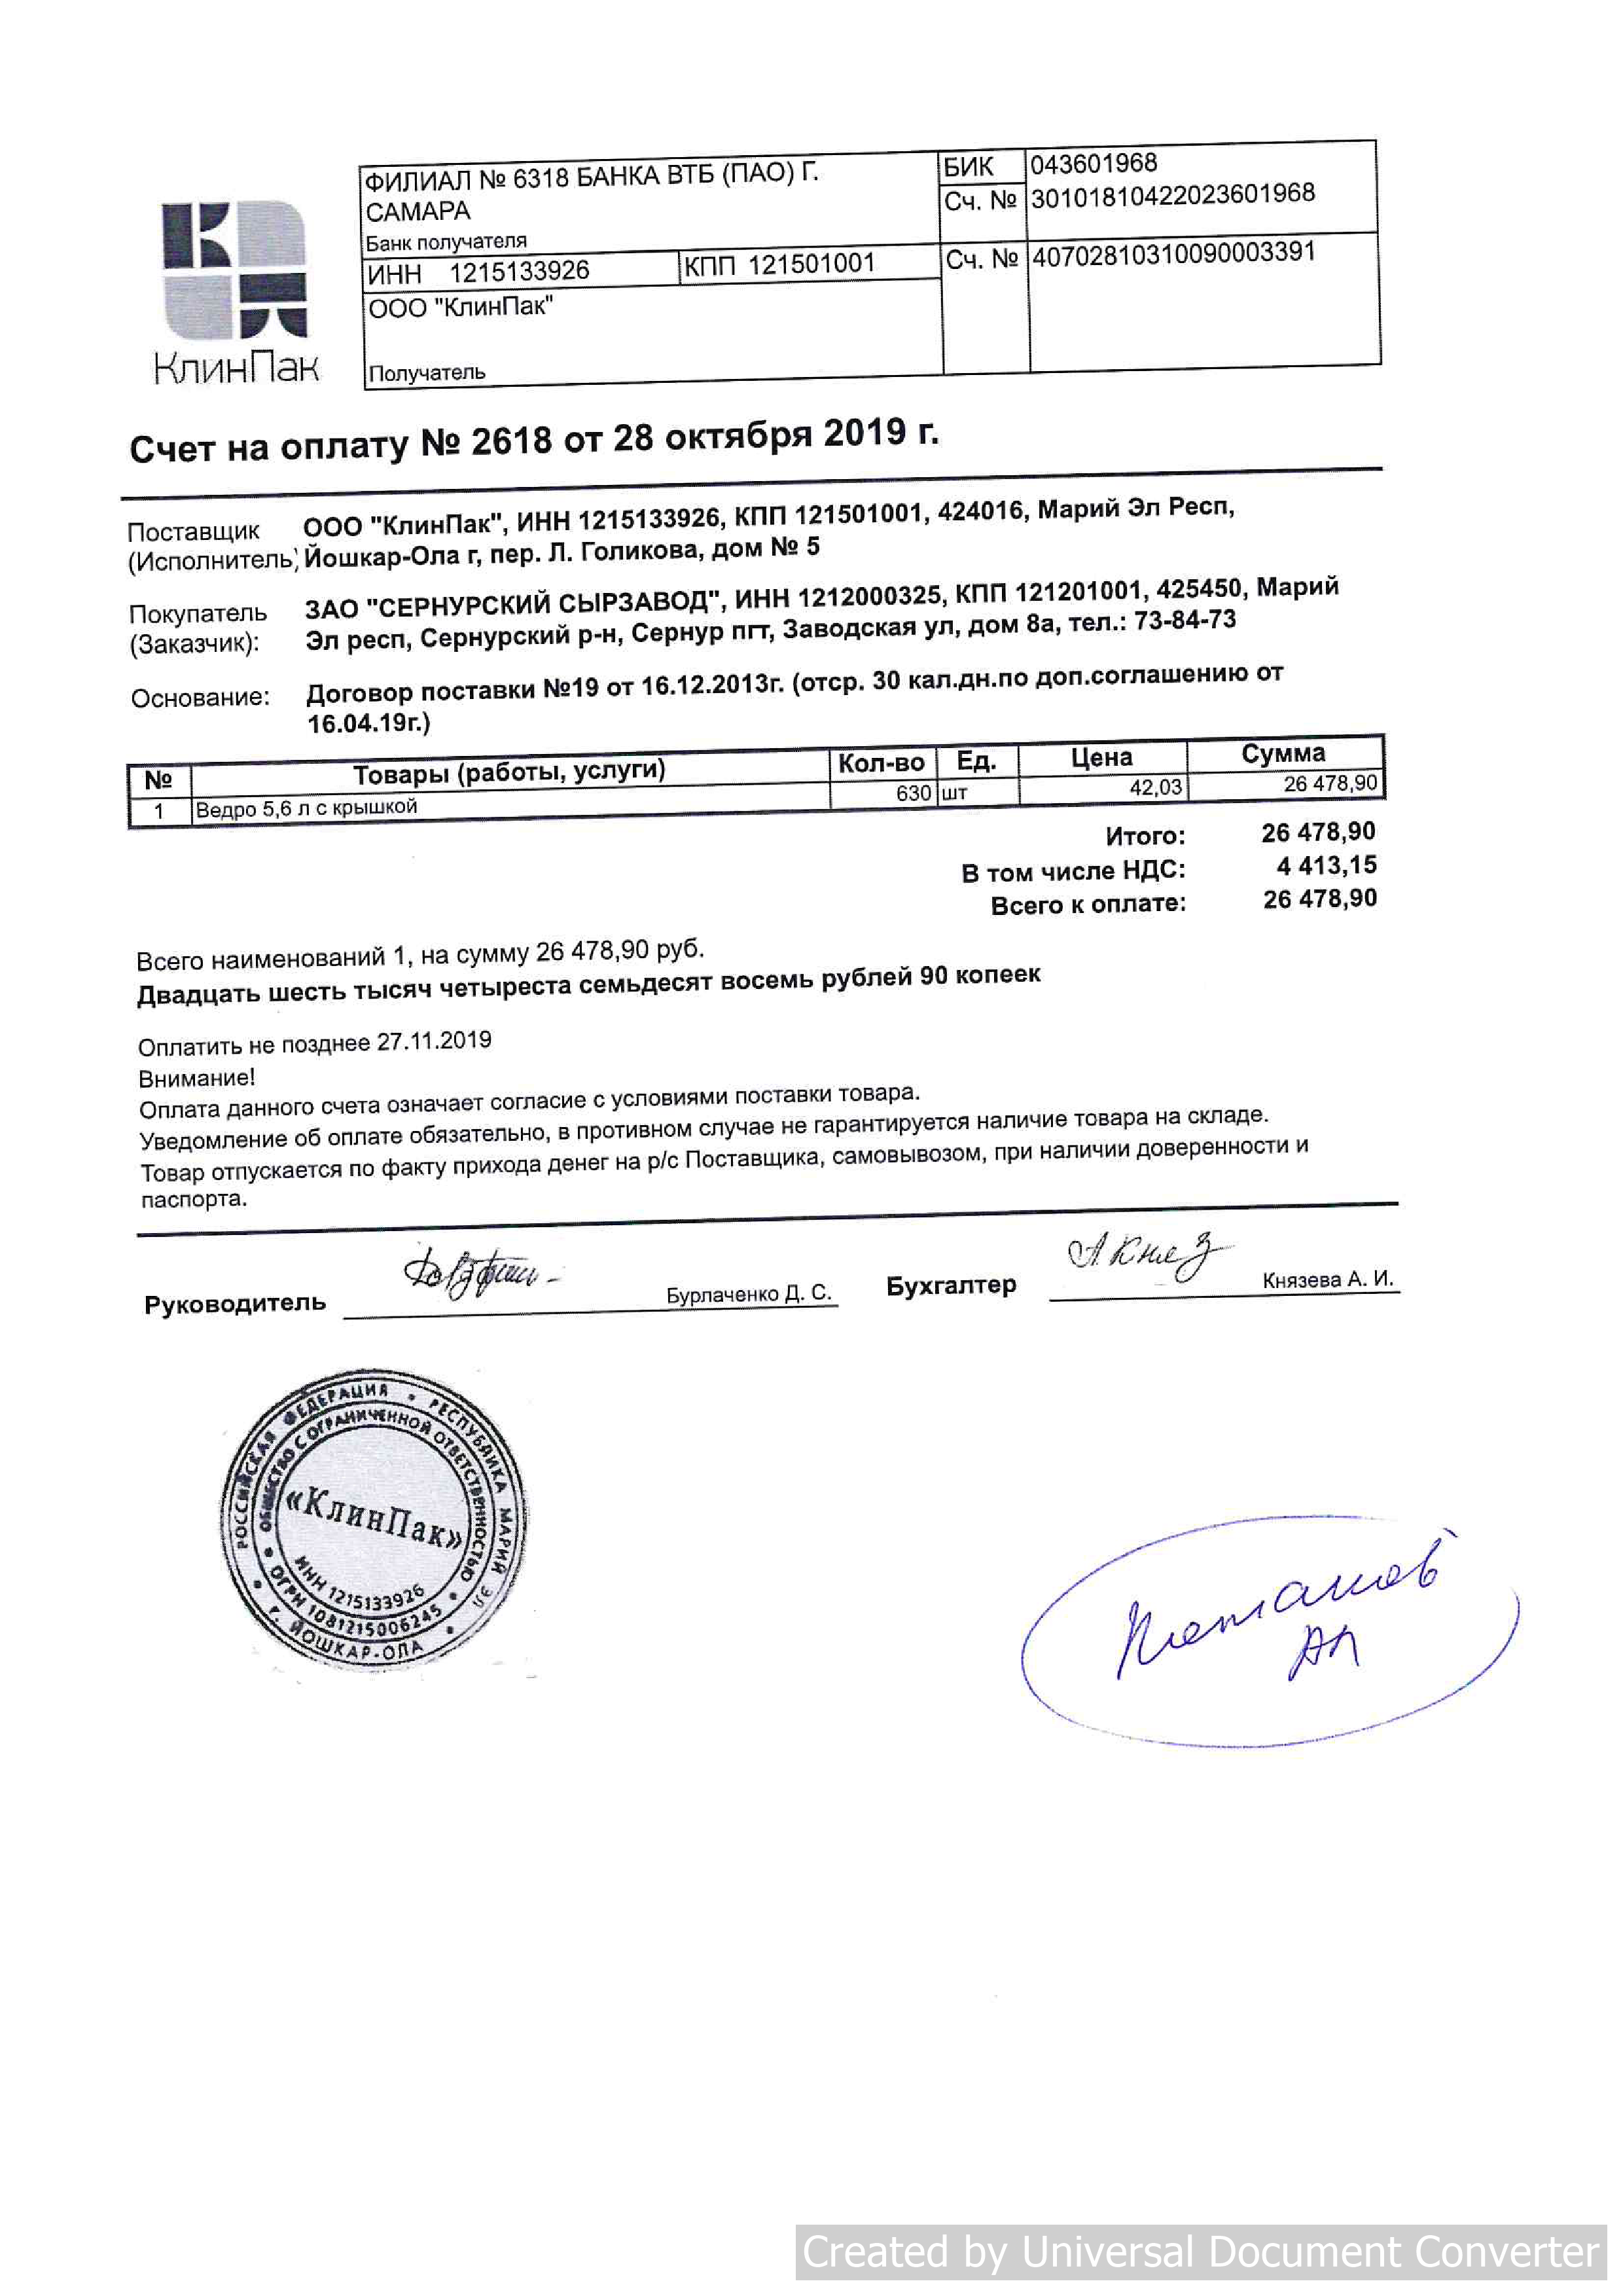 КлинПак
ФИЛИАЛ № 6318 БАНКА ВТБ (ПАО) Г.
САМАРА
Банк получателя
БИК 043601968
Сч. № 30101810422023601968
ИНН 1215133926 КПП 121501001
Сч. № 40702810310090003391
ООО "КлинПак"
Получатель
Счет на оплату № 2618 от 28 октября 2019 г.
Поставщик ООО "КлинПак", ИНН 1215133926, КПП 121501001, 424016, Марий Эл Респ,
(Исполнитель) Йошкар-Ола г, пер. Л. Голикова, дом № 5
Покупатель ЗАО "СЕРНУРСКИЙ СЫРЗАВОД", ИНН 1212000325, КПП 121201001, 425450, Марий
(Заказчик): Эл респ, Сернурский р-н, Сернур пгт, Заводская ул, дом 8а, тел.: 73-84-73
Основание: Договор поставки №19 от 16.12.2013г. (отср. 30 кал.дн.по доп.соглашению от
16.04.19г.)
№ Товары (работы, услуги) Кол-во Ед. Цена Сумма
1 Ведро 5,6 л с крышкой 630 шт 42,03 26 478,90
Итого: 26 478,90
В том числе НДС: 4 413,15
Всего к оплате: 26 478,90
Всего наименований 1, на сумму 26 478,90 руб.
Двадцать шесть тысяч четыреста семьдесят восемь рублей 90 копеек
Оплатить не позднее 27.11.2019
Внимание!
Оплата данного счета означает согласие с условиями поставки товара.
Уведомление об оплате обязательно, в противном случае не гарантируется наличие товара на складе.
Товар отпускается по факту прихода денег на р/с Поставщика, самовывозом, при наличии доверенности и
паспорта.
Руководитель Бурлаченко Д. С. Бухгалтер А. Княз Князева А. И.
РОССИЙСКАЯ ФЕДЕРАЦИЯ • РЕСПУБЛИКА МАРИЙ ЭЛ
ОБЩЕСТВО С ОГРАНИЧЕННОЙ ОТВЕТСТВЕННОСТЬЮ
«КлинПак»
ИНН 1215133926
ОГРН 1081215006245
г. ЙОШКАР-ОЛА
Created by Universal Document Converter